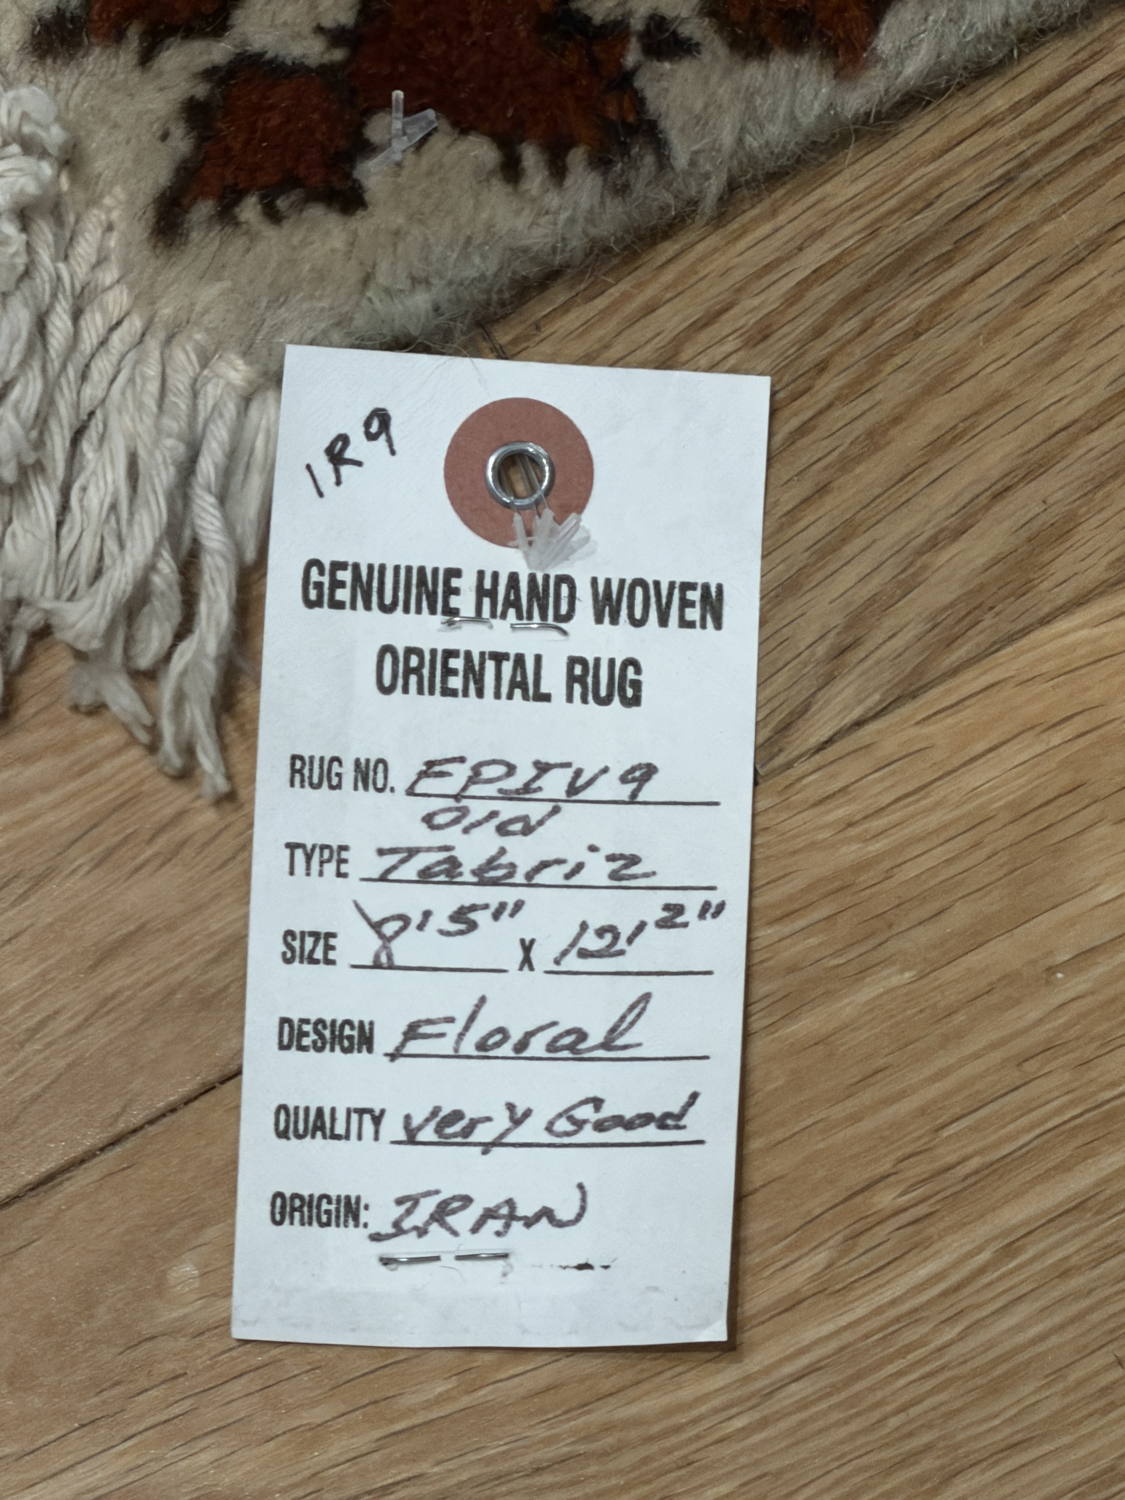 IR9
GENUINE HAND WOVEN
ORIENTAL RUG
RUG NO. EPIV9
old
TYPE Tabriz
SIZE 8'5" X 12'2"
DESIGN Floral
QUALITY very Good
ORIGIN: IRAN